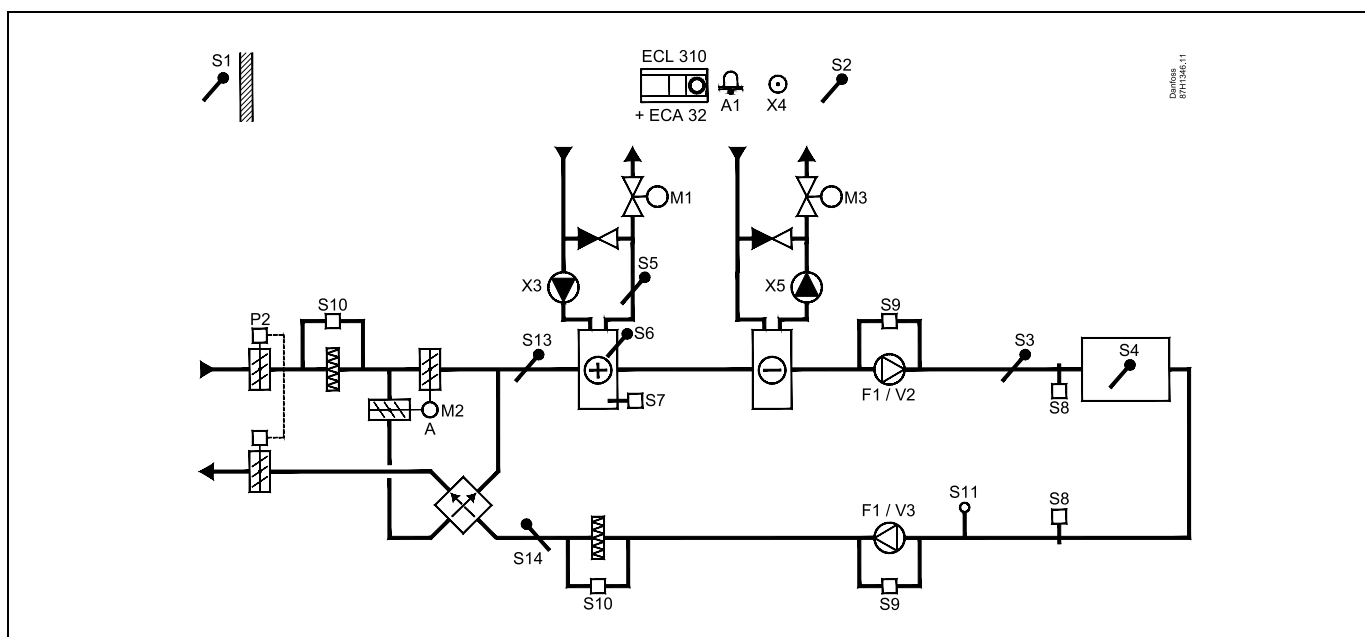 S1
ECL 310
S2
Danfoss
87H1346.11
A1
X4
+ ECA 32
M1
M3
S5
X3
X5
S10
S9
P2
S6
S13
S3
S4
S7
F1 / V2
S8
M2
A
S11
S8
F1 / V3
S14
S10
S9